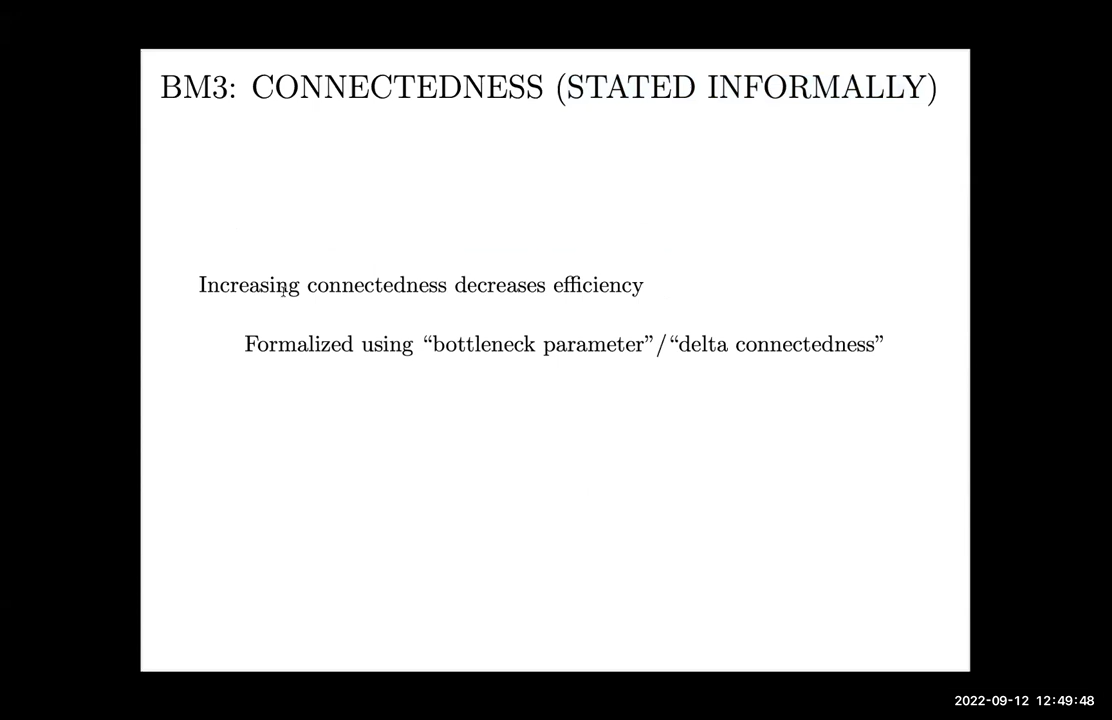 BM3: CONNECTEDNESS (STATED INFORMALLY)
Increasing connectedness decreases efficiency
Formalized using “bottleneck parameter”/“delta connectedness”
2022-09-12 12:49:48